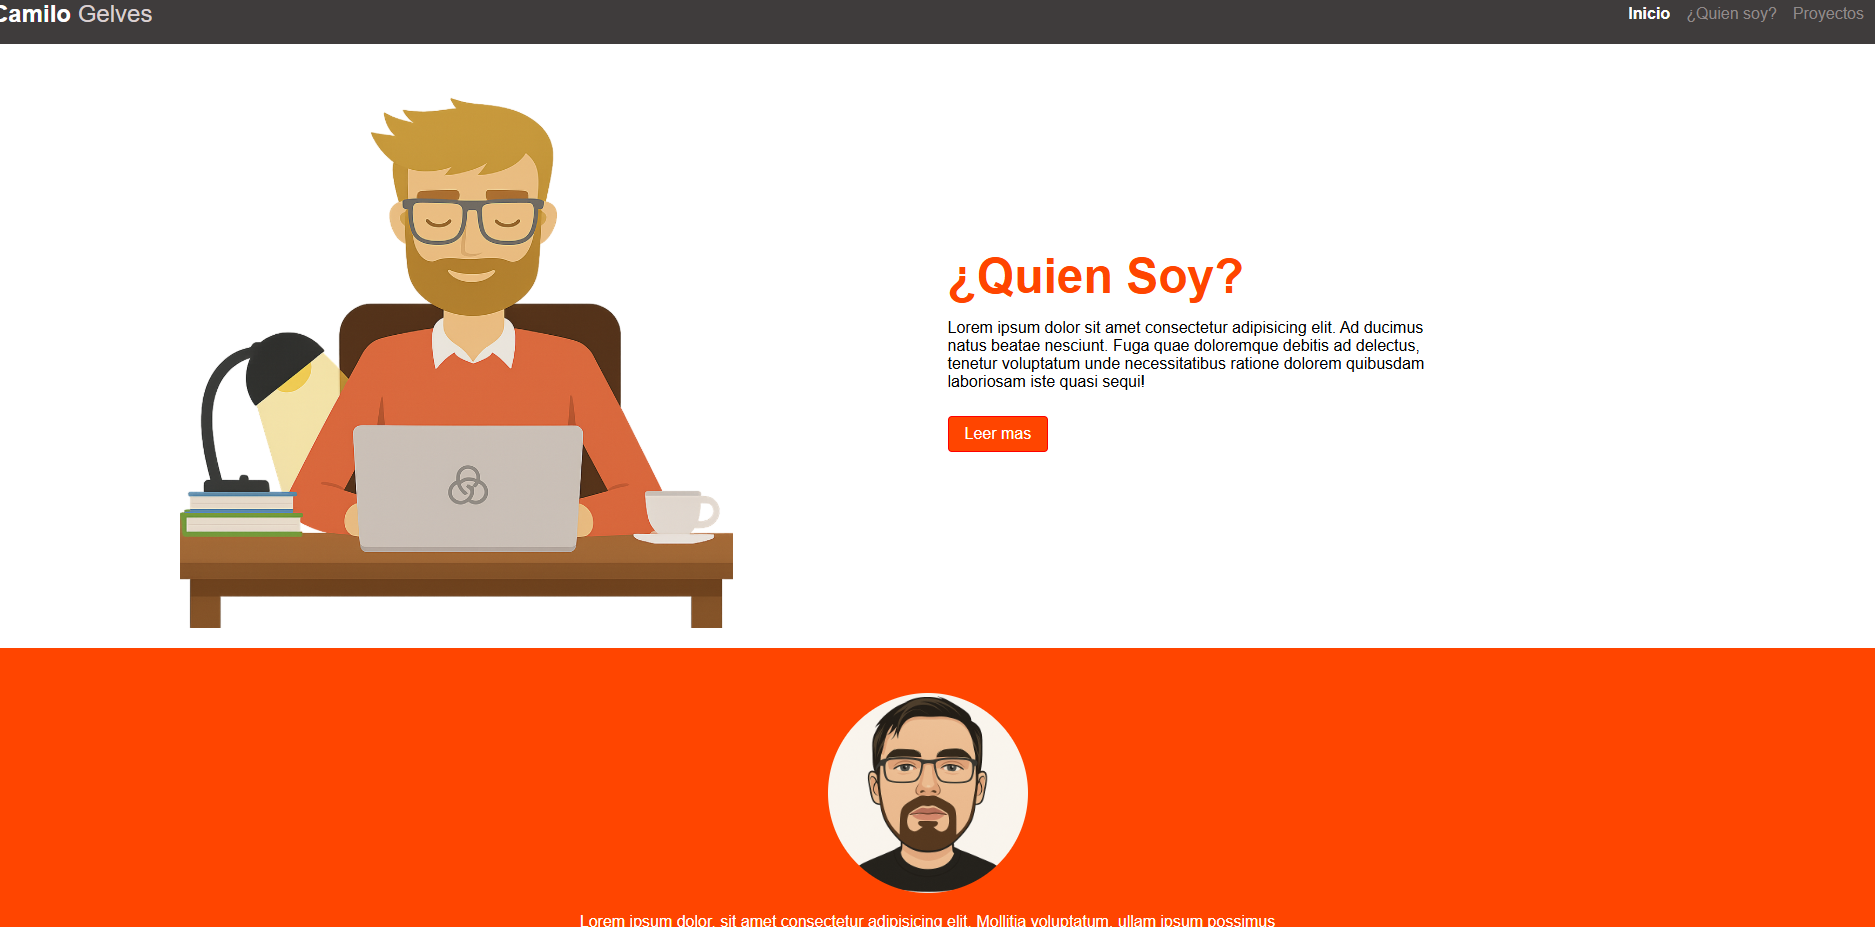 Camilo Gelves
Inicio ¿Quien soy? Proyectos
¿Quien Soy?
Lorem ipsum dolor sit amet consectetur adipisicing elit. Ad ducimus
natus beatae nesciunt. Fuga quae doloremque debitis ad delectus,
tenetur voluptatum unde necessitatibus ratione dolorem quibusdam
laboriosam iste quasi sequi!
Leer mas
Lorem ipsum dolor, sit amet consectetur adipisicing elit. Mollitia voluptatum, ullam ipsum possimus